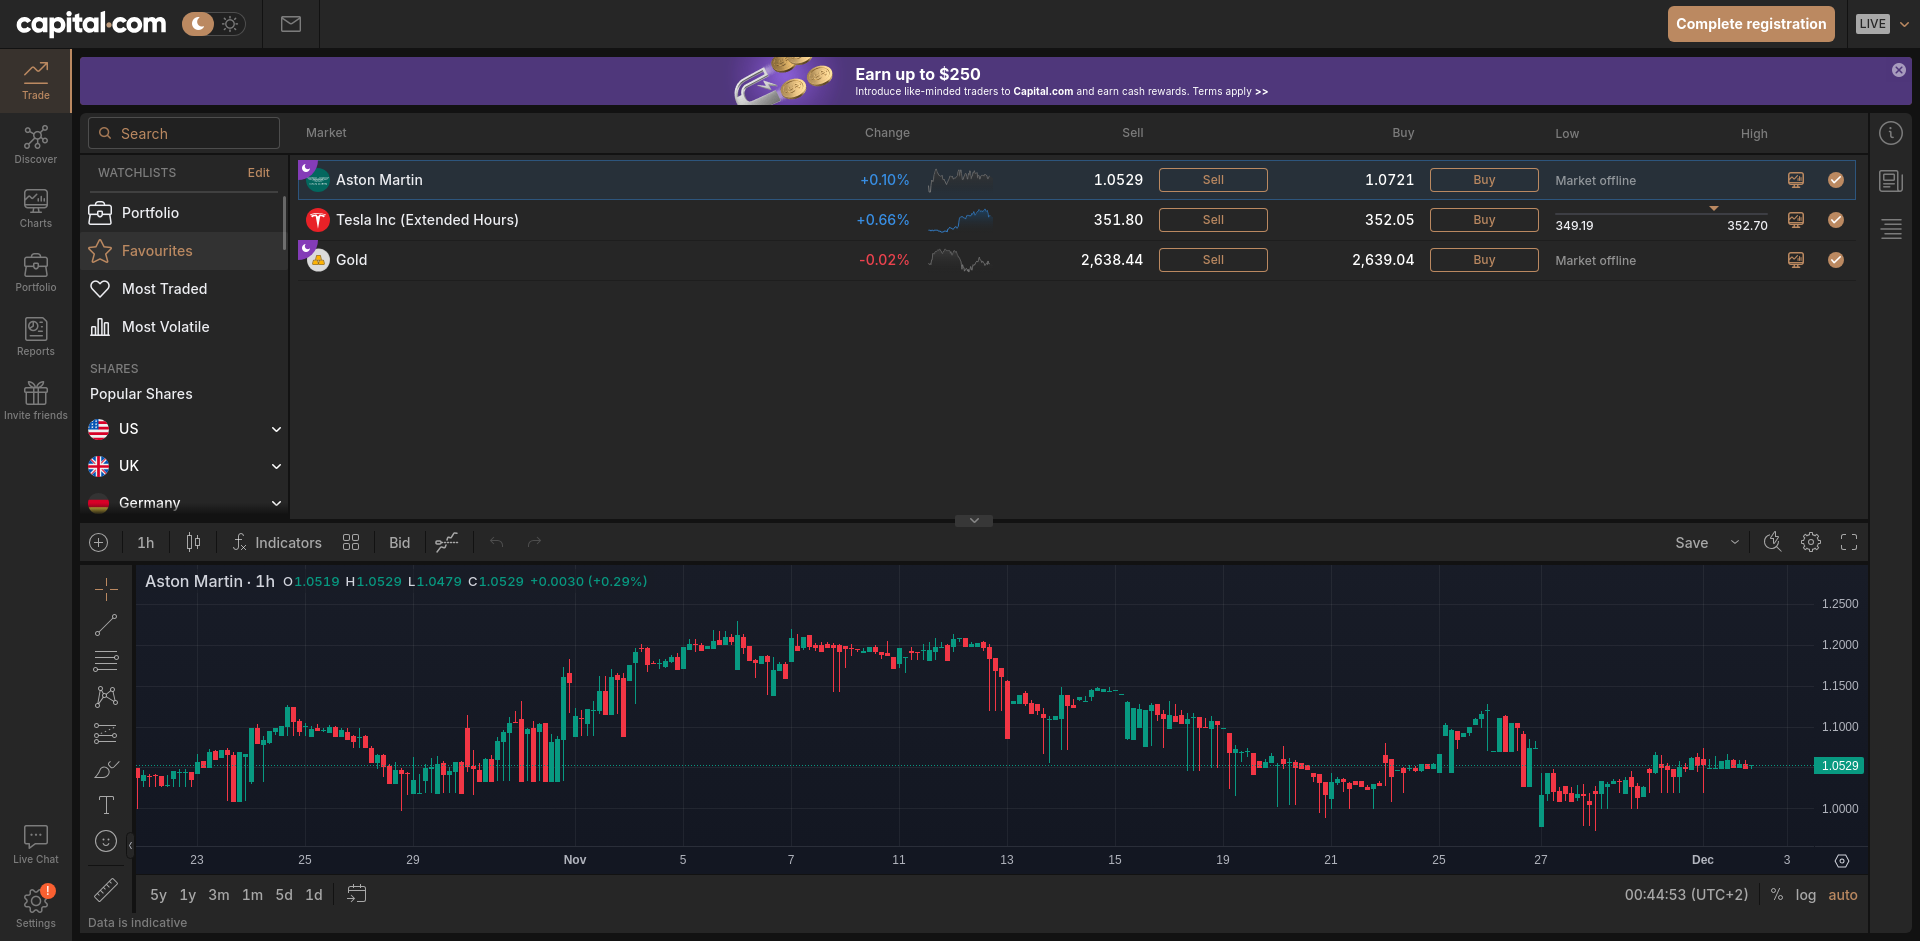 capital.com
Complete registration
LIVE
Trade
Discover
Charts
Portfolio
Reports
Invite friends
Live Chat
!
Settings
Earn up to $250
Introduce like-minded traders to Capital.com and earn cash rewards. Terms apply >>
Search
Market Change Sell Buy Low High
WATCHLISTS Edit
Portfolio
Favourites
Most Traded
Most Volatile
SHARES
Popular Shares
US
UK
Germany
Aston Martin +0.10% 1.0529 Sell 1.0721 Buy Market offline
Tesla Inc (Extended Hours) +0.66% 351.80 Sell 352.05 Buy 349.19 352.70
Gold -0.02% 2,638.44 Sell 2,639.04 Buy Market offline
1h Indicators Bid Save
Aston Martin · 1h O1.0519 H1.0529 L1.0479 C1.0529 +0.0030 (+0.29%)
1.2500
1.2000
1.1500
1.1000
1.0529
1.0000
23 25 29 Nov 5 7 11 13 15 19 21 25 27 Dec 3
5y 1y 3m 1m 5d 1d 00:44:53 (UTC+2) % log auto
Data is indicative